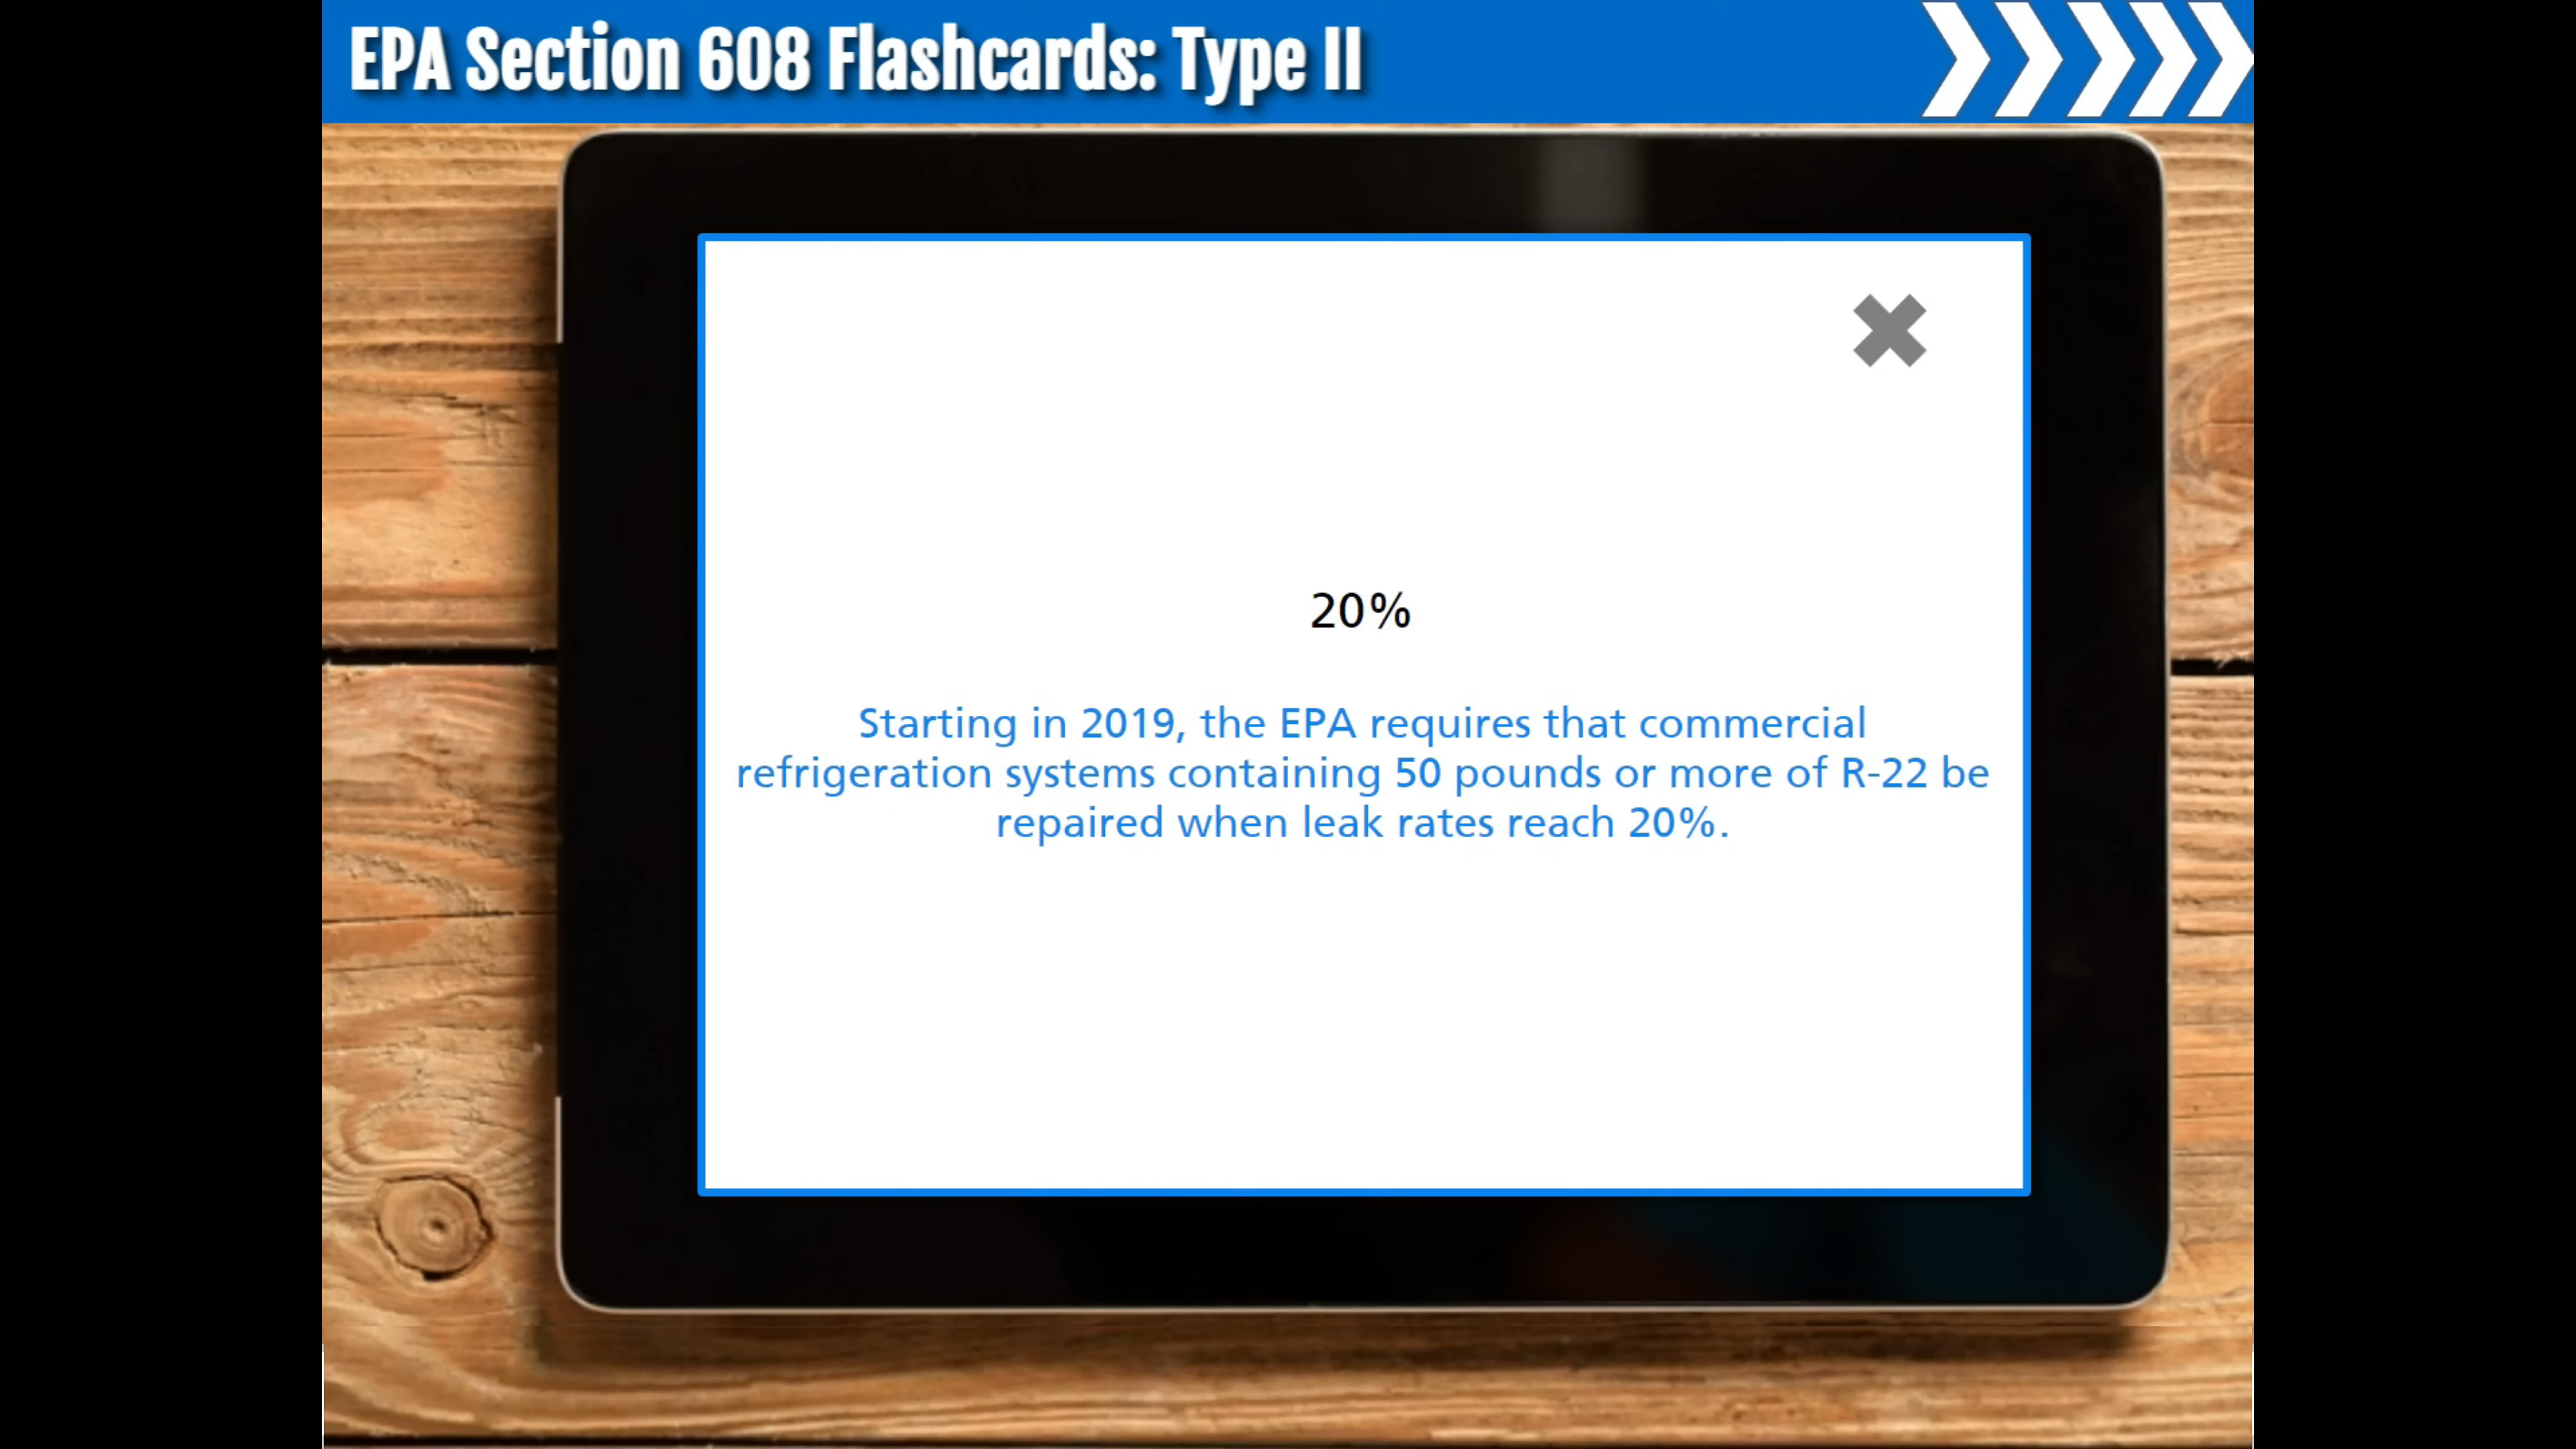 EPA Section 608 Flashcards: Type II
20%
Starting in 2019, the EPA requires that commercial
refrigeration systems containing 50 pounds or more of R-22 be
repaired when leak rates reach 20%.